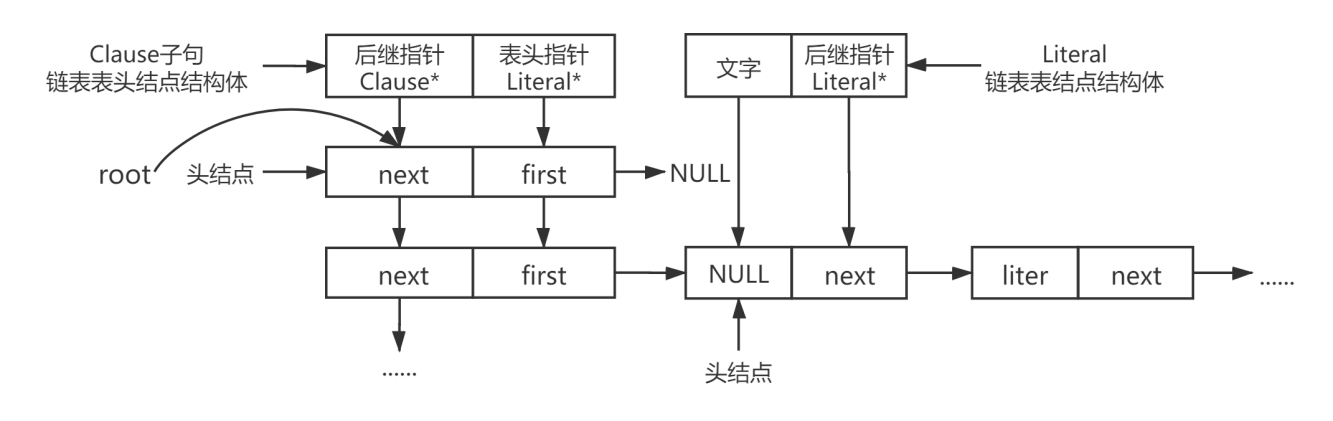 Clause子句
链表表头结点结构体
后继指针
Clause*
表头指针
Literal*
文字
后继指针
Literal*
Literal
链表表结点结构体
root
头结点
next
first
NULL
next
first
NULL
next
liter
next
......
......
头结点